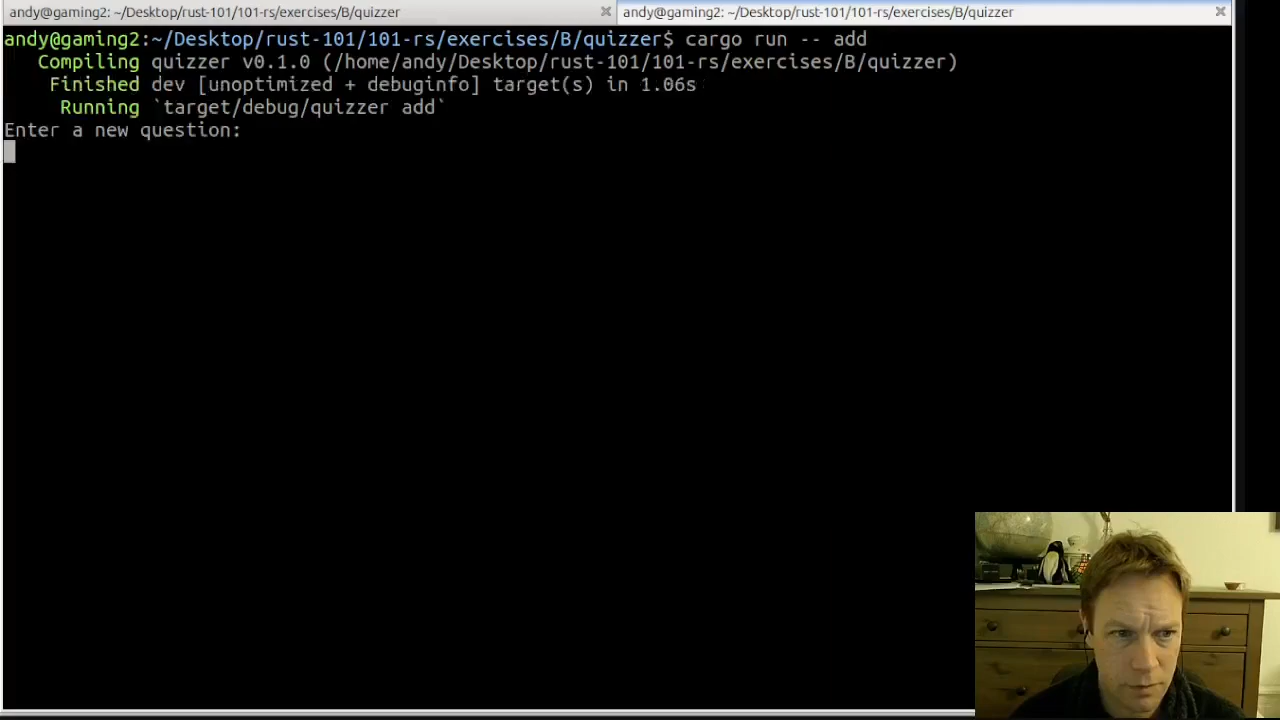 andy@gaming2: ~/Desktop/rust-101/101-rs/exercises/B/quizzer
andy@gaming2: ~/Desktop/rust-101/101-rs/exercises/B/quizzer
andy@gaming2:~/Desktop/rust-101/101-rs/exercises/B/quizzer$ cargo run -- add
Compiling quizzer v0.1.0 (/home/andy/Desktop/rust-101/101-rs/exercises/B/quizzer)
Finished dev [unoptimized + debuginfo] target(s) in 1.06s
Running `target/debug/quizzer add`
Enter a new question: